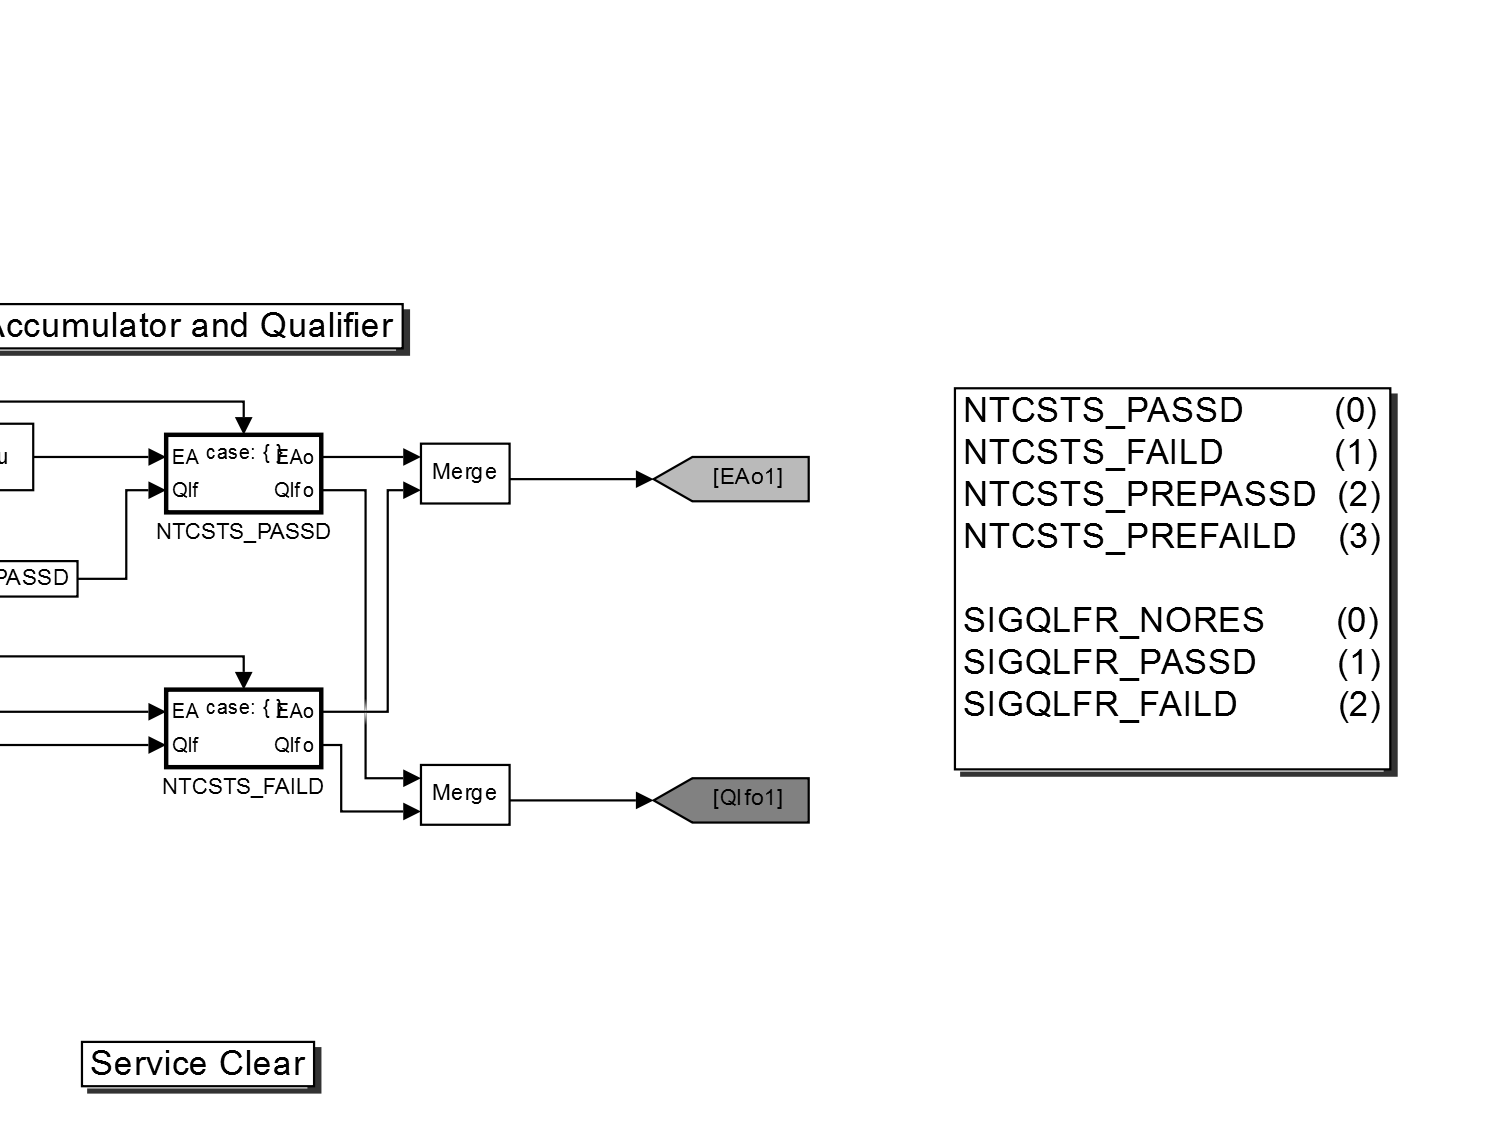 Accumulator and Qualifier
u
EA case: { } EAo
Qlf Qlfo
NTCSTS_PASSD
PASSD
Merge
[EAo1]
EA case: { } EAo
Qlf Qlfo
NTCSTS_FAILD
Merge
[Qlfo1]
NTCSTS_PASSD (0)
NTCSTS_FAILD (1)
NTCSTS_PREPASSD (2)
NTCSTS_PREFAILD (3)
SIGQLFR_NORES (0)
SIGQLFR_PASSD (1)
SIGQLFR_FAILD (2)
Service Clear